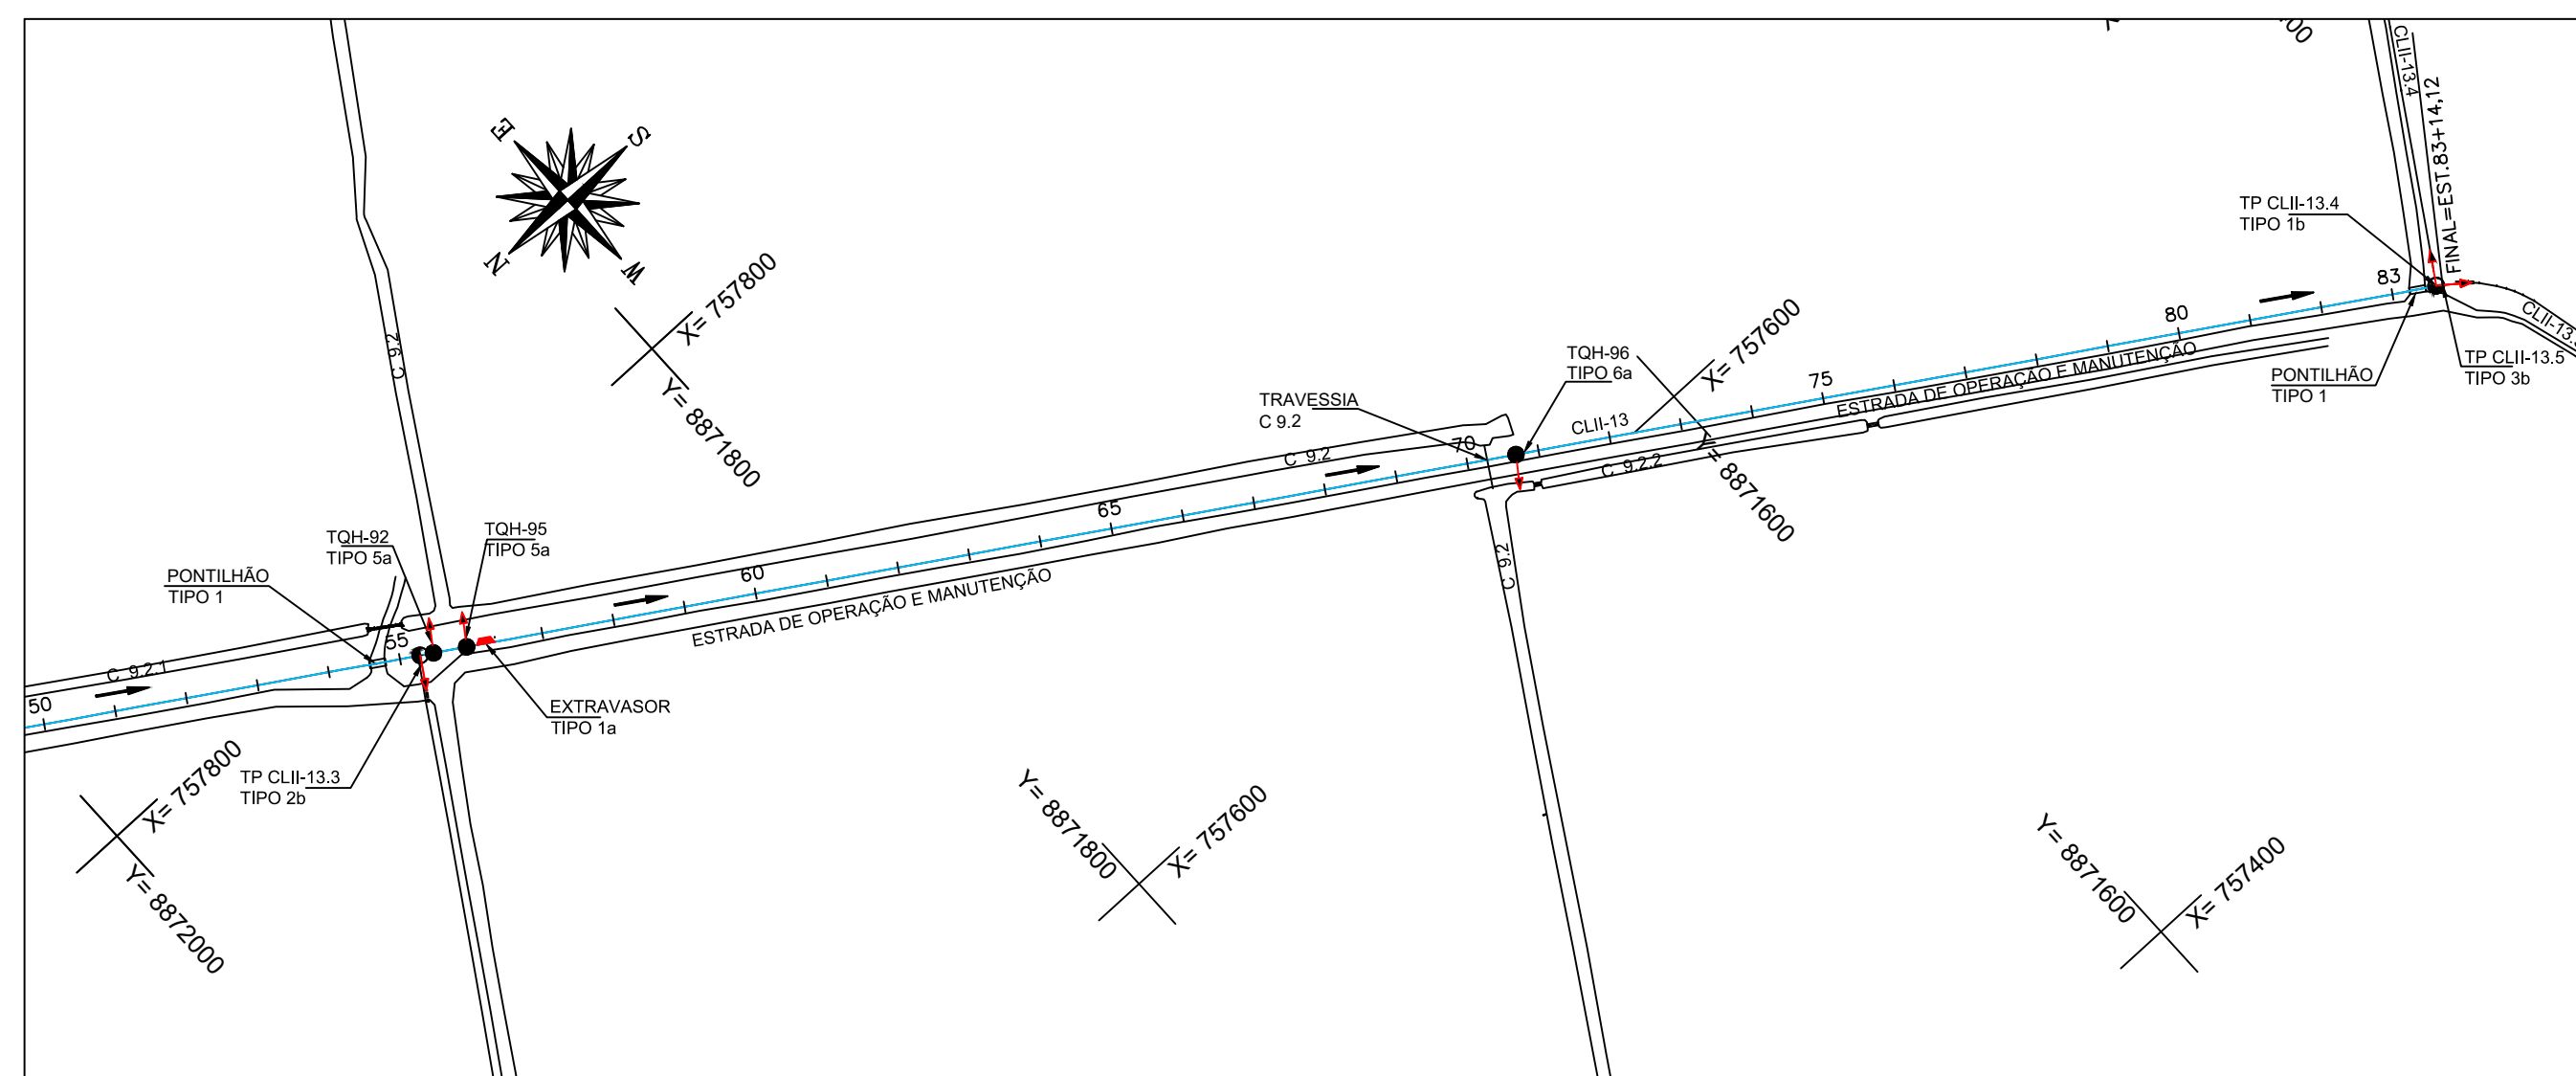 CLII-13.4
FINAL=EST.83+14,12
E
S
N
W
X= 757800
Y= 8871800
C 9.2
TP CLII-13.4
TIPO 1b
83
80
CLII-13.
TP CLII-13.5
TIPO 3b
PONTILHÃO
TIPO 1
X= 757600
Y= 8871600
TQH-96
TIPO 6a
75
ESTRADA DE OPERAÇÃO E MANUTENÇÃO
CLII-13
TRAVESSIA
C 9.2
70
C 9.2
C 9.2.2
C 9.2
65
60
ESTRADA DE OPERAÇÃO E MANUTENÇÃO
TQH-92
TIPO 5a
TQH-95
TIPO 5a
PONTILHÃO
TIPO 1
55
C 9.2.1
50
EXTRAVASOR
TIPO 1a
TP CLII-13.3
TIPO 2b
X= 757800
Y= 8872000
Y= 8871800
X= 757600
Y= 8871600
X= 757400